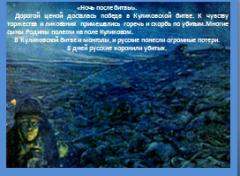 «Ночь после битвы».
Дорогой ценой досталась победа в Куликовской битве. К чувству
торжества и ликования примешались горечь и скорбь по убитым.Многие
сыны Родины полегли на поле Куликовом.
В Куликовской битве и монголы, и русские понесли огромные потери.
8 дней русские хоронили убитых.